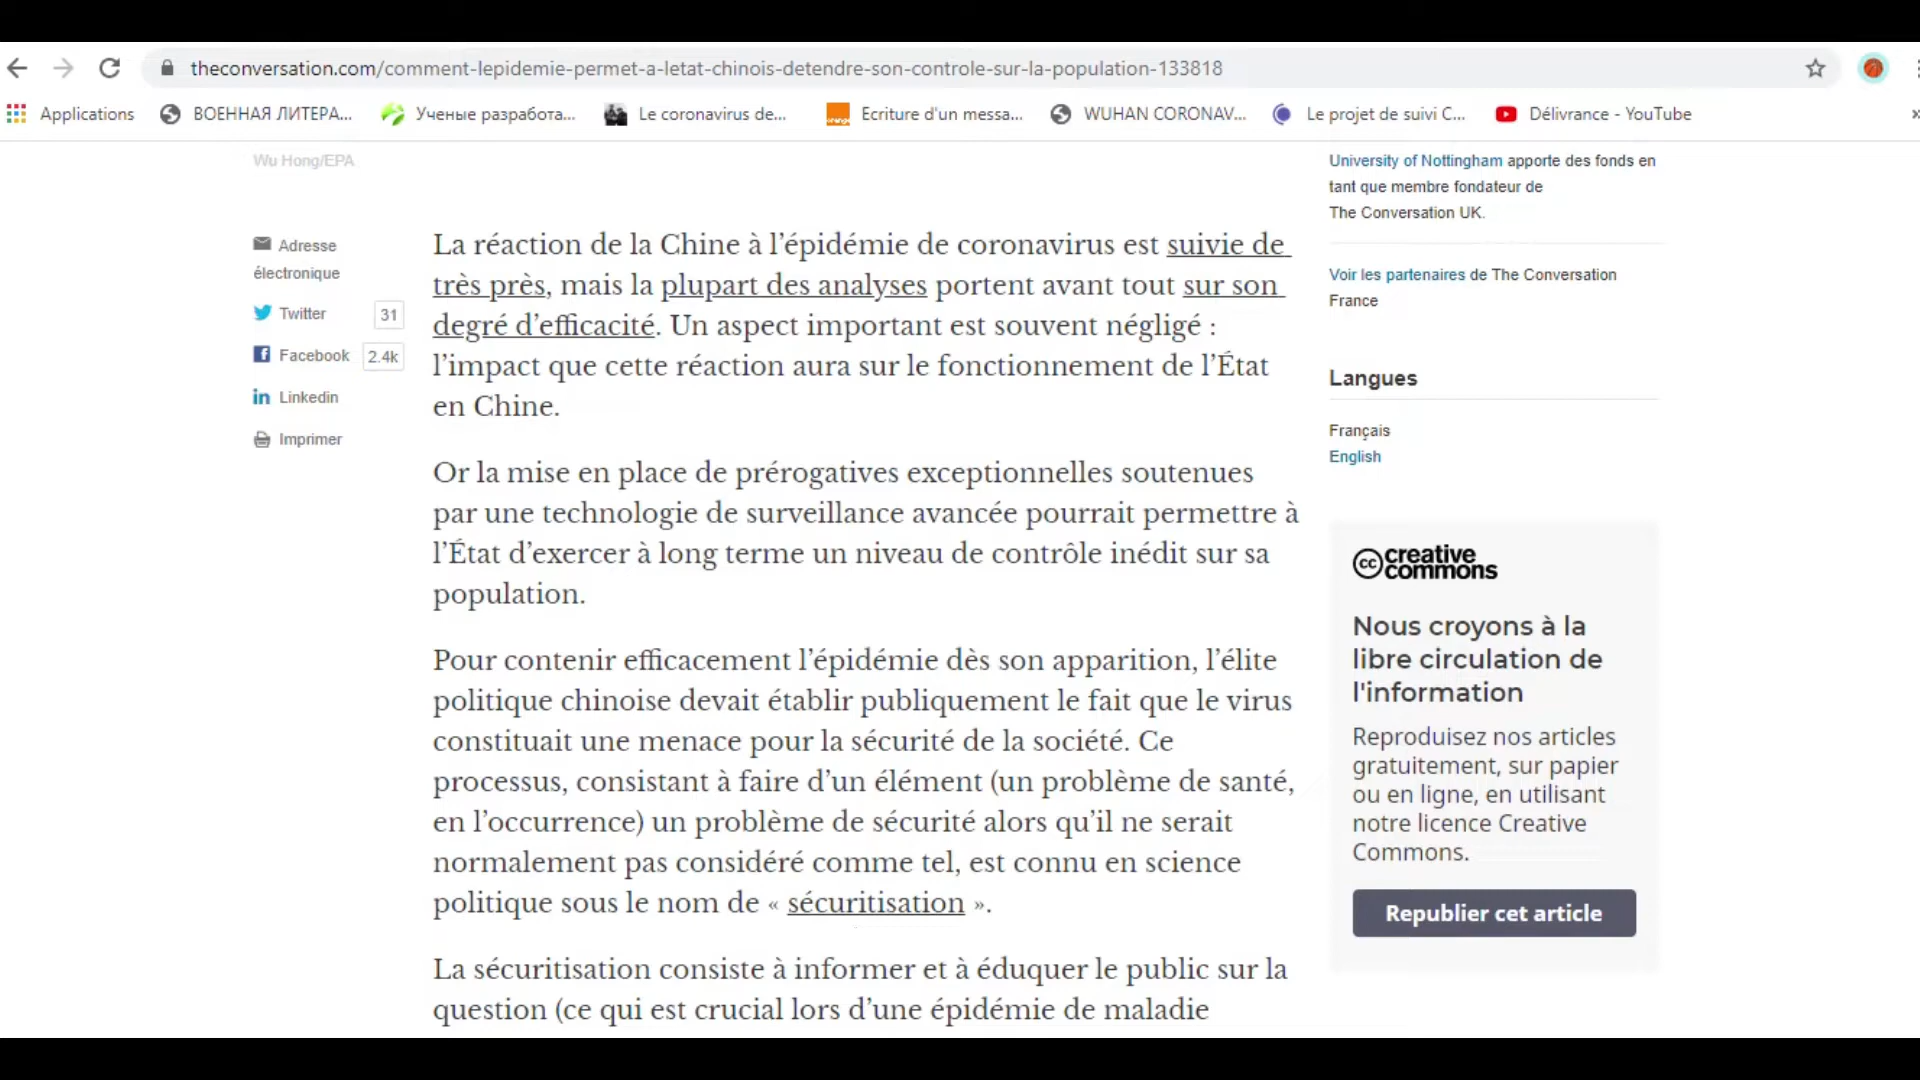 theconversation.com/comment-lepidemie-permet-a-letat-chinois-detendre-son-controle-sur-la-population-133818
Applications ВОЕННАЯ ЛИТЕРА... Ученые разработа... Le coronavirus de... Ecriture d'un messa... WUHAN CORONAV... Le projet de suivi C... Délivrance - YouTube »
Wu Hong/EPA
Adresse
électronique
Twitter 31
Facebook 2.4k
Linkedin
Imprimer
La réaction de la Chine à l’épidémie de coronavirus est suivie de
très près, mais la plupart des analyses portent avant tout sur son
degré d’efficacité. Un aspect important est souvent négligé :
l’impact que cette réaction aura sur le fonctionnement de l’État
en Chine.
Or la mise en place de prérogatives exceptionnelles soutenues
par une technologie de surveillance avancée pourrait permettre à
l’État d’exercer à long terme un niveau de contrôle inédit sur sa
population.
Pour contenir efficacement l’épidémie dès son apparition, l’élite
politique chinoise devait établir publiquement le fait que le virus
constituait une menace pour la sécurité de la société. Ce
processus, consistant à faire d’un élément (un problème de santé,
en l’occurrence) un problème de sécurité alors qu’il ne serait
normalement pas considéré comme tel, est connu en science
politique sous le nom de « sécuritisation ».
La sécuritisation consiste à informer et à éduquer le public sur la
question (ce qui est crucial lors d’une épidémie de maladie
University of Nottingham apporte des fonds en
tant que membre fondateur de
The Conversation UK.
Voir les partenaires de The Conversation
France
Langues
Français
English
cc creative
commons
Nous croyons à la
libre circulation de
l'information
Reproduisez nos articles
gratuitement, sur papier
ou en ligne, en utilisant
notre licence Creative
Commons.
Republier cet article